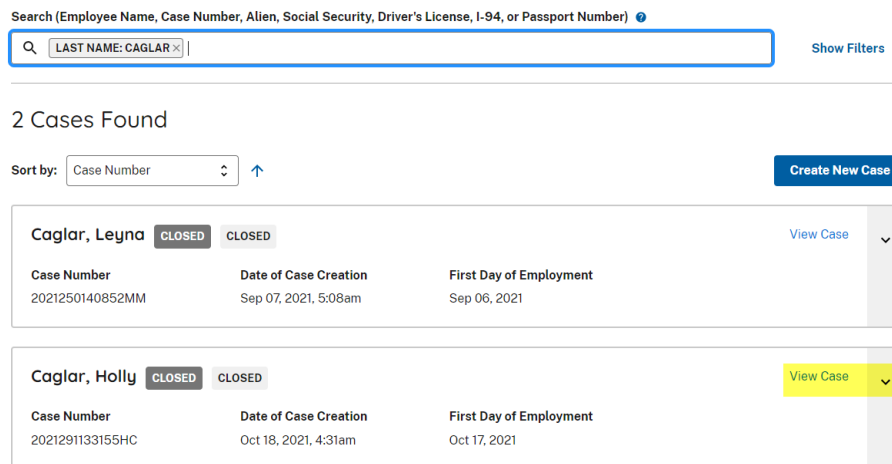 Search (Employee Name, Case Number, Alien, Social Security, Driver's License, I-94, or Passport Number)
LAST NAME: CAGLAR × Show Filters
2 Cases Found
Sort by: Case Number Create New Case
Caglar, Leyna CLOSED CLOSED View Case
Case Number Date of Case Creation First Day of Employment
2021250140852MM Sep 07, 2021, 5:08am Sep 06, 2021
Caglar, Holly CLOSED CLOSED View Case
Case Number Date of Case Creation First Day of Employment
2021291133155HC Oct 18, 2021, 4:31am Oct 17, 2021